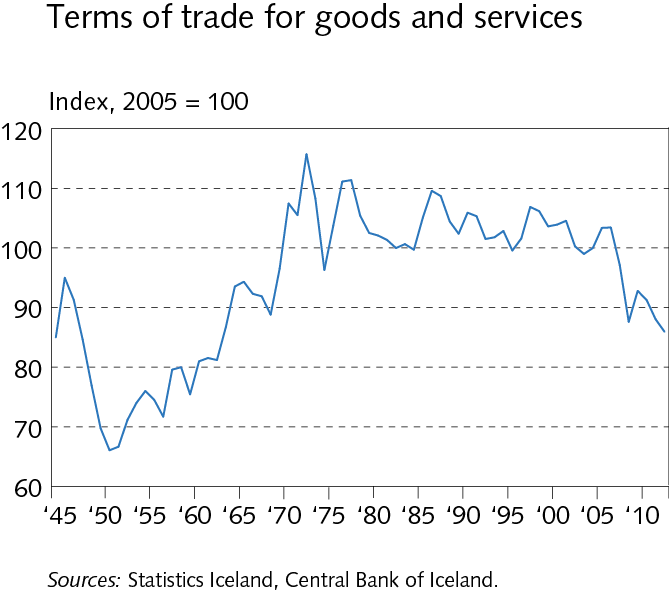 Terms of trade for goods and services
Index, 2005 = 100
120
110
100
90
80
70
60
‘45 ‘50 ‘55 ‘60 ‘65 ‘70 ‘75 ‘80 ‘85 ‘90 ‘95 ‘00 ‘05 ‘10
Sources: Statistics Iceland, Central Bank of Iceland.